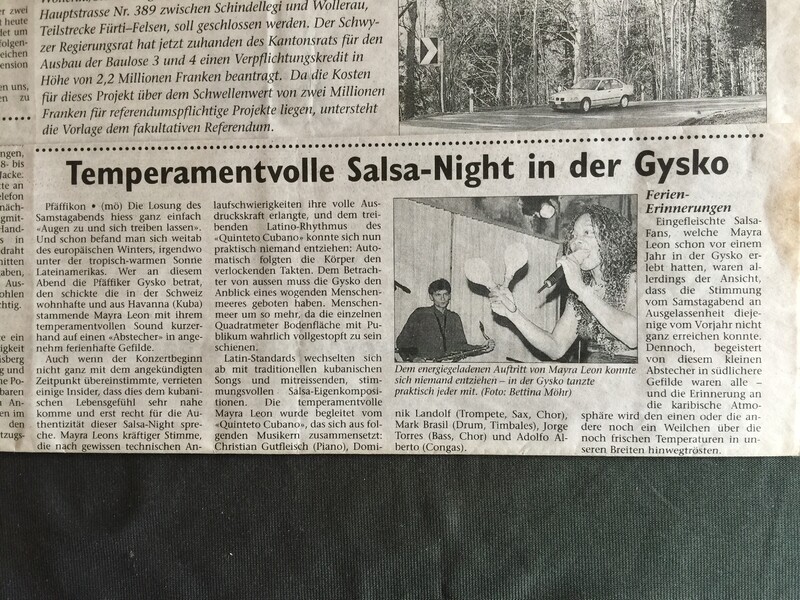 zwei
heute
et um
olgen-
eichen
ension
en uns,
en zu
Hauptstrasse Nr. 389 zwischen Schindellegi und Wollerau,
Teilstrecke Fürti–Felsen, soll geschlossen werden. Der Schwy-
zer Regierungsrat hat jetzt zuhanden des Kantonsrats für den
Ausbau der Baulose 3 und 4 einen Verpflichtungskredit in
Höhe von 2,2 Millionen Franken beantragt. Da die Kosten
für dieses Projekt über dem Schwellenwert von zwei Millionen
Franken für referendumspflichtige Projekte liegen, untersteht
die Vorlage dem fakultativen Referendum.
Temperamentvolle Salsa-Night in der Gysko
Pfäffikon • (mö) Die Losung des
Samstagabends hiess ganz einfach
«Augen zu und sich treiben lassen».
Und schon befand man sich weitab
des europäischen Winters, irgendwo
unter der tropisch-warmen Sonne
Lateinamerikas. Wer an diesem
Abend die Pfäffiker Gysko betrat,
den schickte die in der Schweiz
wohnhafte und aus Havanna (Kuba)
stammende Mayra Leon mit ihrem
temperamentvollen Sound kurzer-
hand auf einen «Abstecher» in ange-
nehm ferienhafte Gefilde.
Auch wenn der Konzertbeginn
nicht ganz mit dem angekündigten
Zeitpunkt übereinstimmte, verrieten
einige Insider, dass dies dem kubani-
schen Lebensgefühl sehr nahe
komme und erst recht für die Au-
thentizität dieser Salsa-Night spre-
che. Mayra Leons kräftiger Stimme,
die nach gewissen technischen An-
laufschwierigkeiten ihre volle Aus-
druckskraft erlangte, und dem trei-
benden Latino-Rhythmus des
«Quinteto Cubano» konnte sich nun
praktisch niemand entziehen: Auto-
matisch folgten die Körper den
verlockenden Takten. Dem Betrach-
ter von aussen muss die Gysko den
Anblick eines wogenden Menschen-
meeres geboten haben. Menschen-
meer um so mehr, da die einzelnen
Quadratmeter Bodenfläche mit Pu-
blikum wahrlich vollgestopft zu sein
schienen.
Latin-Standards wechselten sich
ab mit traditionellen kubanischen
Songs und mitreissenden, stim-
mungsvollen Salsa-Eigenkomposi-
tionen. Die temperamentvolle
Mayra Leon wurde begleitet vom
«Quinteto Cubano», das sich aus fol-
genden Musikern zusammensetzt:
Christian Gutfleisch (Piano), Domi-
Dem energiegeladenen Auftritt von Mayra Leon konnte
sich niemand entziehen – in der Gysko tanzte
praktisch jeder mit. (Foto: Bettina Möhr)
nik Landolf (Trompete, Sax, Chor),
Mark Brasil (Drum, Timbales), Jorge
Torres (Bass, Chor) und Adolfo Al-
berto (Congas).
Ferien-
Erinnerungen
Eingefleischte Salsa-
Fans, welche Mayra
Leon schon vor einem
Jahr in der Gysko er-
lebt hatten, waren al-
lerdings der Ansicht,
dass die Stimmung
vom Samstagabend an
Ausgelassenheit dieje-
nige vom Vorjahr nicht
ganz erreichen konnte.
Dennoch, begeistert
von diesem kleinen
Abstecher in südlichere
Gefilde waren alle –
und die Erinnerung an
die karibische Atmo-
sphäre wird den einen oder die an-
dere noch ein Weilchen über die
noch frischen Temperaturen in un-
seren Breiten hinwegtrösten.